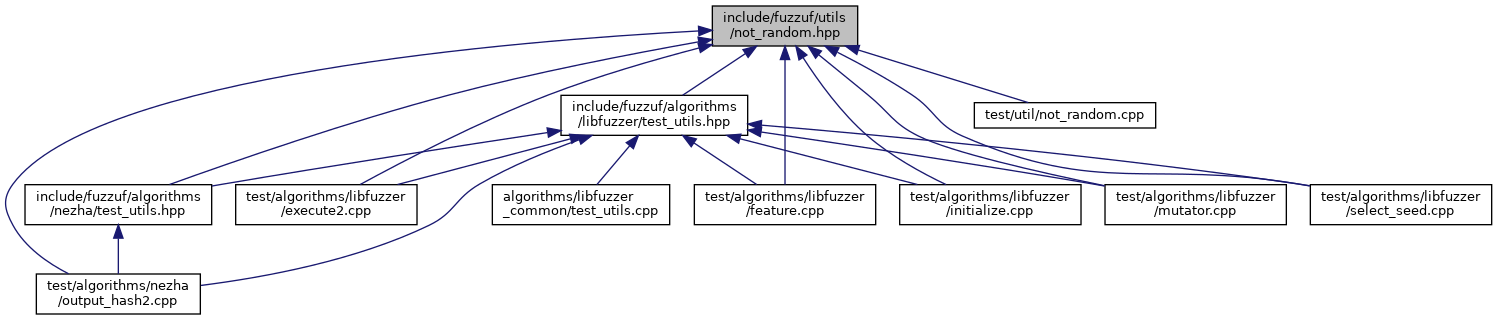 include/fuzzuf/utils
/not_random.hpp
include/fuzzuf/algorithms
/libfuzzer/test_utils.hpp
test/util/not_random.cpp
include/fuzzuf/algorithms
/nezha/test_utils.hpp
test/algorithms/libfuzzer
/execute2.cpp
algorithms/libfuzzer
_common/test_utils.cpp
test/algorithms/libfuzzer
/feature.cpp
test/algorithms/libfuzzer
/initialize.cpp
test/algorithms/libfuzzer
/mutator.cpp
test/algorithms/libfuzzer
/select_seed.cpp
test/algorithms/nezha
/output_hash2.cpp